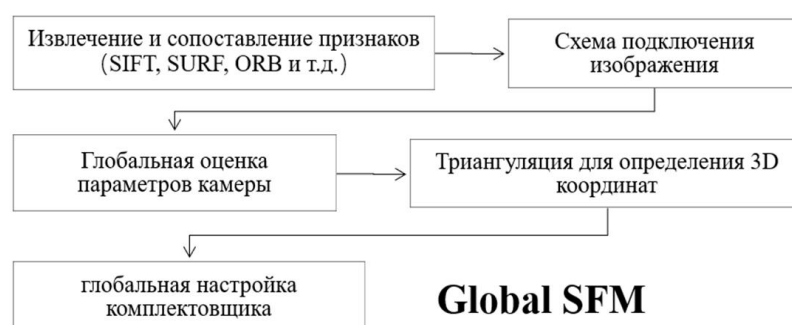 Извлечение и сопоставление признаков
(SIFT, SURF, ORB и т.д.)
Схема подключения
изображения
Глобальная оценка
параметров камеры
Триангуляция для определения 3D
координат
глобальная настройка
комплектовщика
Global SFM